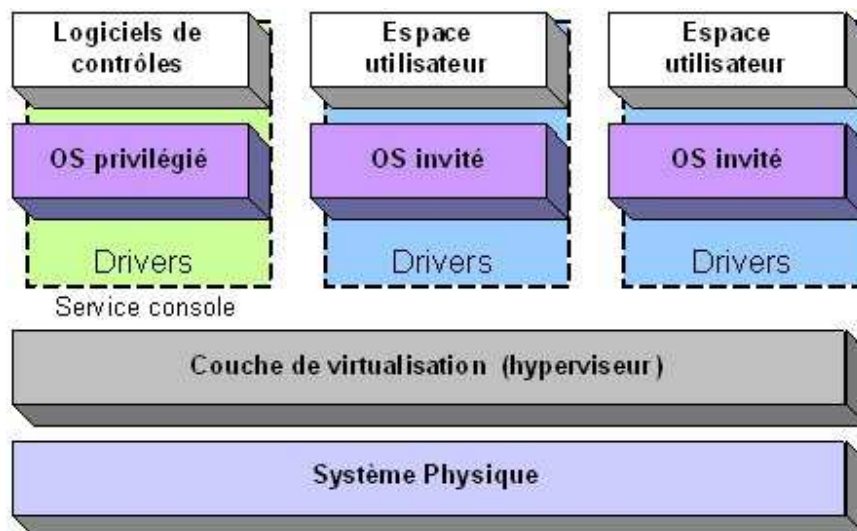 Logiciels de
contrôles
Espace
utilisateur
Espace
utilisateur
OS privilégié
OS invité
OS invité
Drivers
Drivers
Drivers
Service console
Couche de virtualisation (hyperviseur)
Système Physique